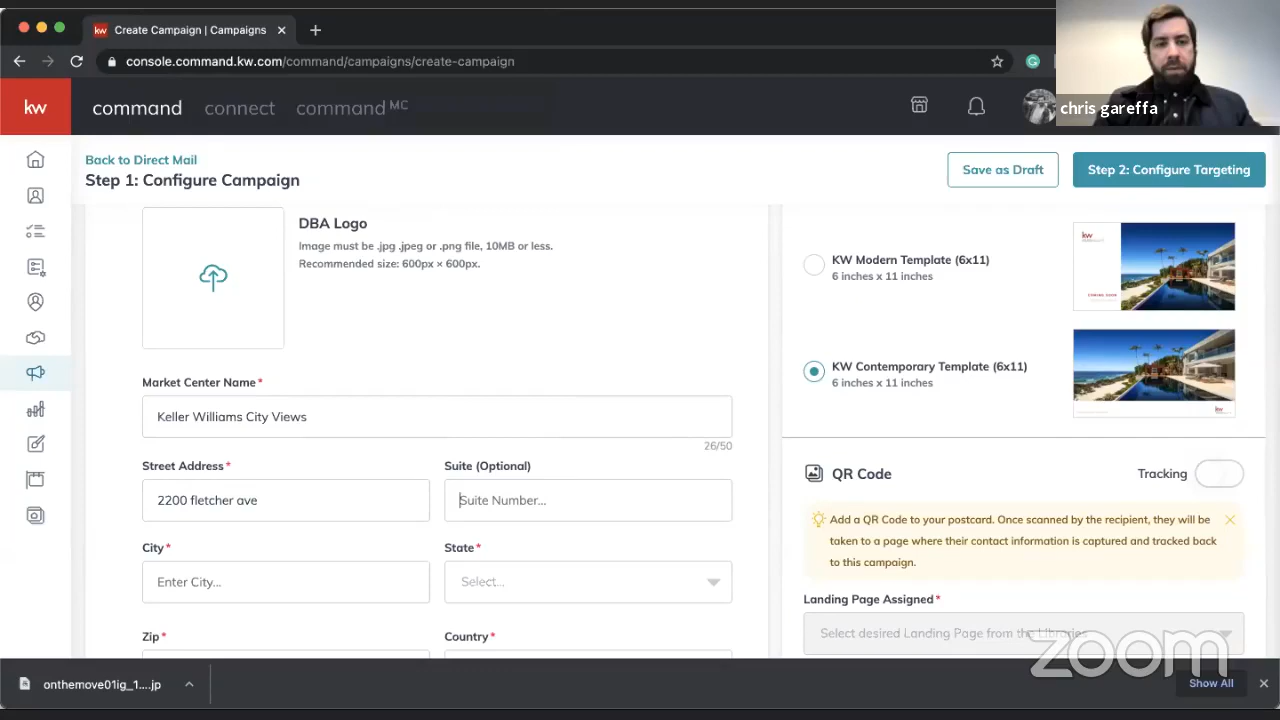 kw Create Campaign | Campaigns
console.command.kw.com/command/campaigns/create-campaign
chris gareffa
kw command connect command MC
Back to Direct Mail
Step 1: Configure Campaign
Save as Draft
Step 2: Configure Targeting
DBA Logo
Image must be .jpg .jpeg or .png file, 10MB or less.
Recommended size: 600px × 600px.
Market Center Name*
Keller Williams City Views
26/50
Street Address*
Suite (Optional)
2200 fletcher ave
Suite Number...
City*
State*
Enter City...
Select...
Zip*
Country*
kw
COMING SOON
KW Modern Template (6x11)
6 inches x 11 inches
KW Contemporary Template (6x11)
6 inches x 11 inches
kw
QR Code
Tracking
Add a QR Code to your postcard. Once scanned by the recipient, they will be
taken to a page where their contact information is captured and tracked back
to this campaign.
Landing Page Assigned*
Select desired Landing Page from the Libraries
zoom
onthemove01ig_1....jp
Show All